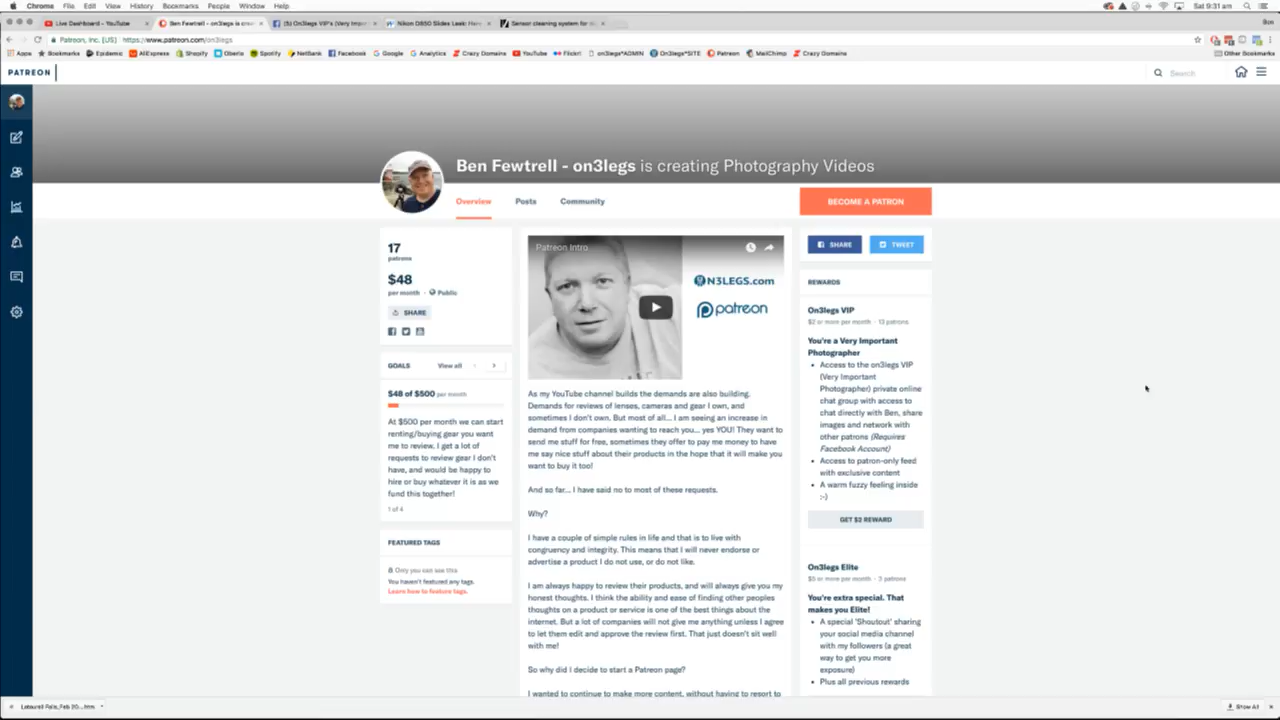 Chrome File Edit View History Bookmarks People Window Help
Sat 9:31 am
Live Dashboard - YouTube
Ben Fewtrell - on3legs is crea
(5) On3legs VIP's (Very Impor
Nikon D850 Slides Leak: Here
Sensor cleaning system for
Ben
Patreon, Inc. [US] https://www.patreon.com/on3legs
Apps Bookmarks Epidemic AliExpress Shopify Oberlo Spotify NetBank Facebook Google Analytics Crazy Domains YouTube Flickr on3legs*ADMIN On3legs*SITE Patreon MailChimp Crazy Domains Other Bookmarks
PATREON
Search
Ben Fewtrell - on3legs is creating Photography Videos
Overview Posts Community
BECOME A PATRON
17
patrons
$48
per month · Public
SHARE
GOALS View all
$48 of $500 per month
At $500 per month we can start
renting/buying gear you want
me to review. I get a lot of
requests to review gear I don't
have, and would be happy to
hire or buy whatever it is as we
fund this together!
1 of 4
FEATURED TAGS
Only you can see this
You haven't featured any tags.
Learn how to feature tags.
Patreon Intro
ON3LEGS.com
patreon
As my YouTube channel builds the demands are also building.
Demands for reviews of lenses, cameras and gear I own, and
sometimes I don't own. But most of all... I am seeing an increase in
demand from companies wanting to reach you... yes YOU! They want to
send me stuff for free, sometimes they offer to pay me money to have
me say nice stuff about their products in the hope that it will make you
want to buy it too!
And so far... I have said no to most of these requests.
Why?
I have a couple of simple rules in life and that is to live with
congruency and integrity. This means that I will never endorse or
advertise a product I do not use, or do not like.
I am always happy to review their products, and will always give you my
honest thoughts. I think the ability and ease of finding other peoples
thoughts on a product or service is one of the best things about the
internet. But a lot of companies will not give me anything unless I agree
to let them edit and approve the review first. That just doesn't sit well
with me!
So why did I decide to start a Patreon page?
I wanted to continue to make more content, without having to resort to
SHARE TWEET
REWARDS
On3legs VIP
$2 or more per month · 13 patrons
You're a Very Important
Photographer
• Access to the on3legs VIP
(Very Important
Photographer) private online
chat group with access to
chat directly with Ben, share
images and network with
other patrons (Requires
Facebook Account)
• Access to patron-only feed
with exclusive content
• A warm fuzzy feeling inside
:-)
GET $2 REWARD
On3legs Elite
$5 or more per month · 3 patrons
You're extra special. That
makes you Elite!
• A special 'Shoutout' sharing
your social media channel
with my followers (a great
way to get you more
exposure)
• Plus all previous rewards
Show All